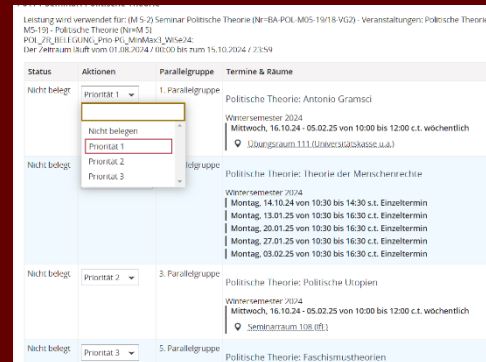 Leistung wird verwendet für: (M 5-2) Seminar Politische Theorie (Nr=BA-POL-M05-19/18-VG2) - Veranstaltungen: Politische Theorie
M5-19) - Politische Theorie (Nr=M 5)
POL_ZR_BELEGUNG_Prio-PG_MinMax3_WiSe24:
Der Zeitraum läuft vom 01.08.2024 / 00:00 bis zum 15.10.2024 / 23:59
Status Aktionen Parallelgruppe Termine & Räume
Nicht belegt Priorität 1 1. Parallelgruppe
Politische Theorie: Antonio Gramsci
Wintersemester 2024
Mittwoch, 16.10.24 - 05.02.25 von 10:00 bis 12:00 c.t. wöchentlich
Übungsraum 111 (Universitätskasse u.a.)
Nicht belegen
Priorität 1
Priorität 2
Priorität 3
Nicht belegt Parallelgruppe
Politische Theorie: Theorie der Menschenrechte
Wintersemester 2024
Montag, 14.10.24 von 10:30 bis 14:30 s.t. Einzeltermin
Montag, 13.01.25 von 10:30 bis 16:30 c.t. Einzeltermin
Montag, 20.01.25 von 10:30 bis 16:30 c.t. Einzeltermin
Montag, 27.01.25 von 10:30 bis 16:30 c.t. Einzeltermin
Montag, 03.02.25 von 10:30 bis 16:30 c.t. Einzeltermin
Nicht belegt Priorität 2 3. Parallelgruppe
Politische Theorie: Politische Utopien
Wintersemester 2024
Mittwoch, 16.10.24 - 05.02.25 von 10:00 bis 12:00 c.t. wöchentlich
Seminarraum 108 (IfL)
Nicht belegt Priorität 3 5. Parallelgruppe
Politische Theorie: Faschismustheorien